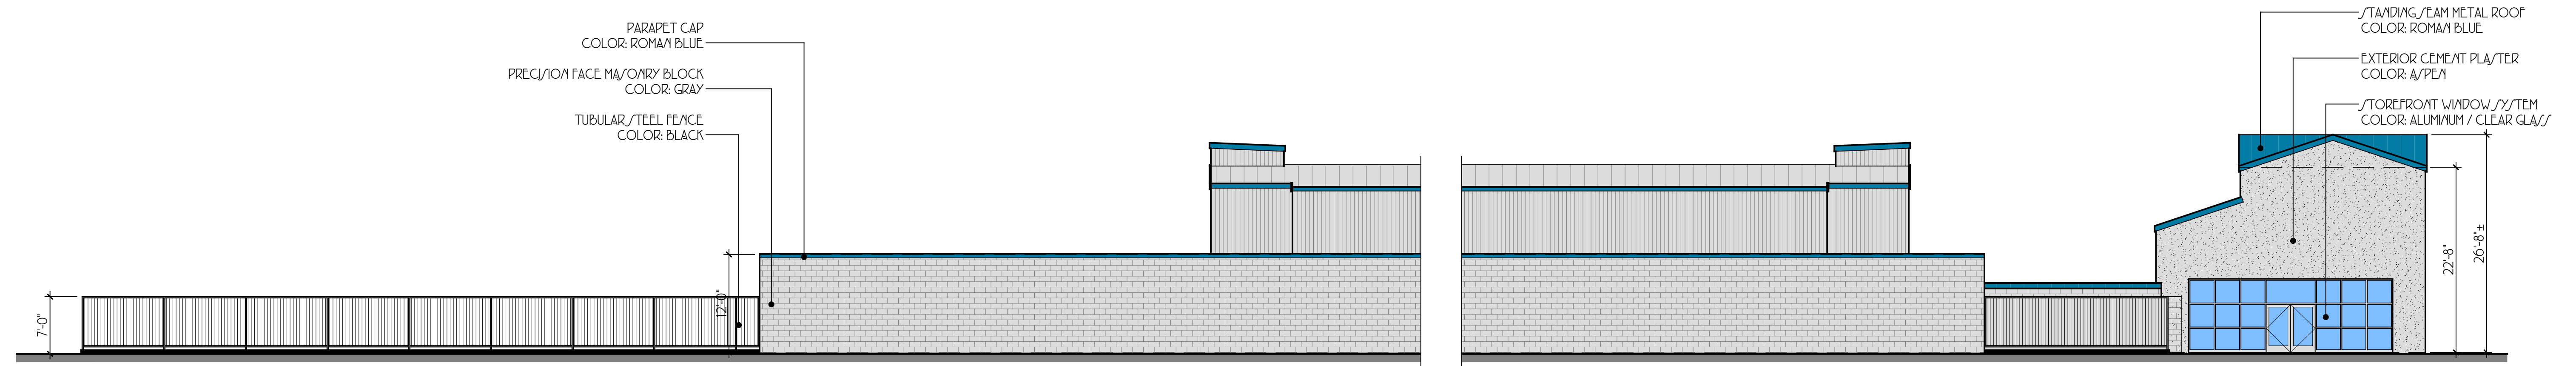 PARAPET CAP
COLOR: ROMAN BLUE
PRECISION FACE MASONRY BLOCK
COLOR: GRAY
TUBULAR STEEL FENCE
COLOR: BLACK
STANDING SEAM METAL ROOF
COLOR: ROMAN BLUE
EXTERIOR CEMENT PLASTER
COLOR: ASPEN
STOREFRONT WINDOW SYSTEM
COLOR: ALUMINUM / CLEAR GLASS
7'-0"
12'-0"
22'-8"
26'-8"±